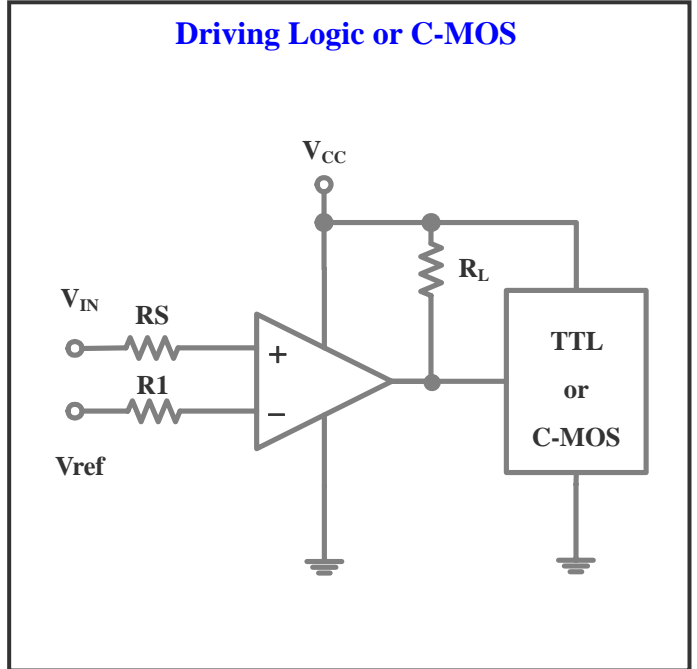 Driving Logic or C-MOS
VCC
RL
VIN
RS
+
TTL
R1
or
−
C-MOS
Vref